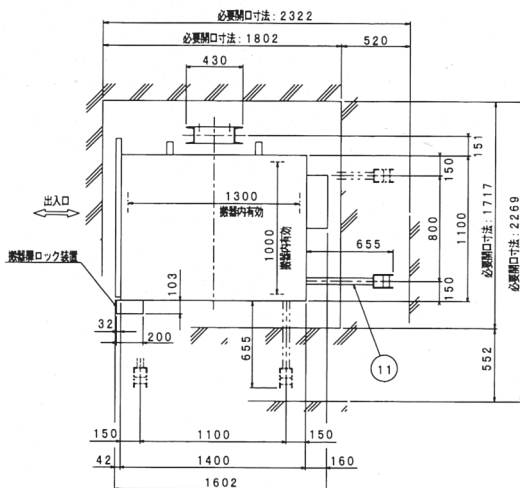 必要開口寸法:2322
必要開口寸法:1802
520
430
151
150
出入口
1300
搬器内有効
1000
搬器内有効
655
800
1100
必要開口寸法:1717
必要開口寸法:2269
搬器扉ロック装置
103
150
32
200
655
11
552
150
1100
150
42
1400
160
1602